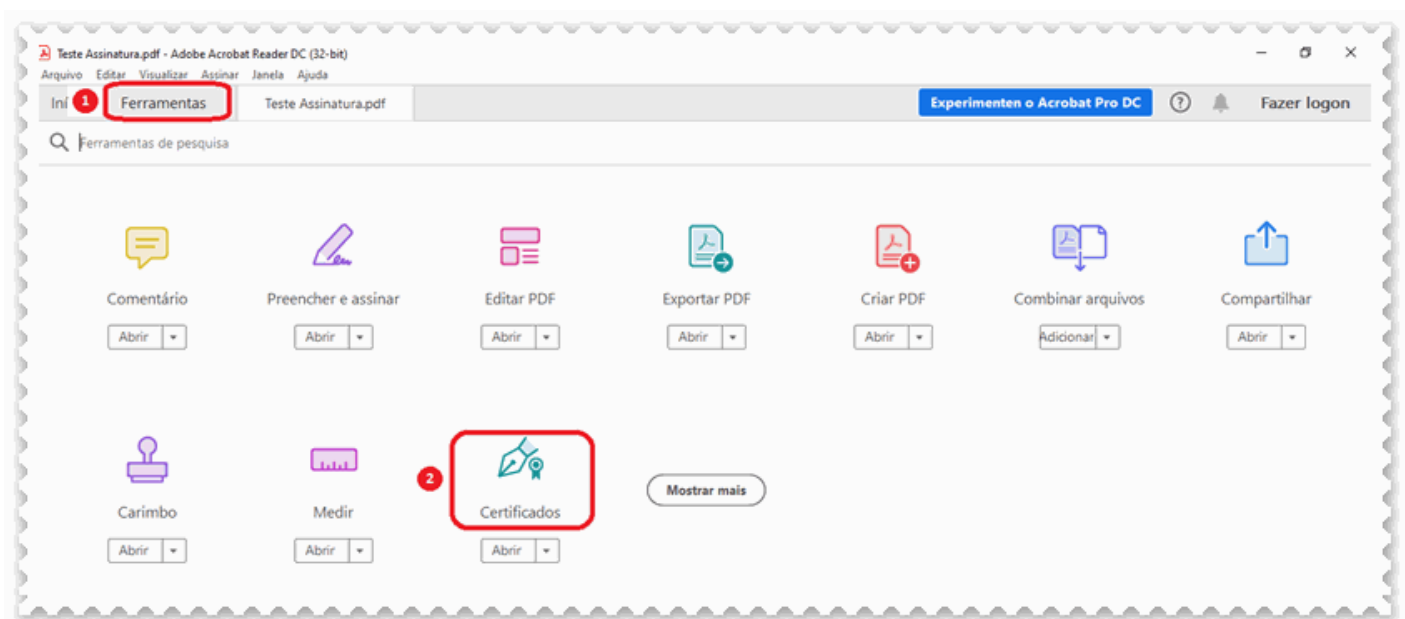 Teste Assinatura.pdf - Adobe Acrobat Reader DC (32-bit)
Arquivo Editar Visualizar Assinar Janela Ajuda
Iní 1 Ferramentas Teste Assinatura.pdf Experimenten o Acrobat Pro DC ? Fazer logon
Ferramentas de pesquisa
Comentário Preencher e assinar Editar PDF Exportar PDF Criar PDF Combinar arquivos Compartilhar
Abrir Abrir Abrir Abrir Abrir Adicionar Abrir
2 Mostrar mais
Carimbo Medir Certificados
Abrir Abrir Abrir